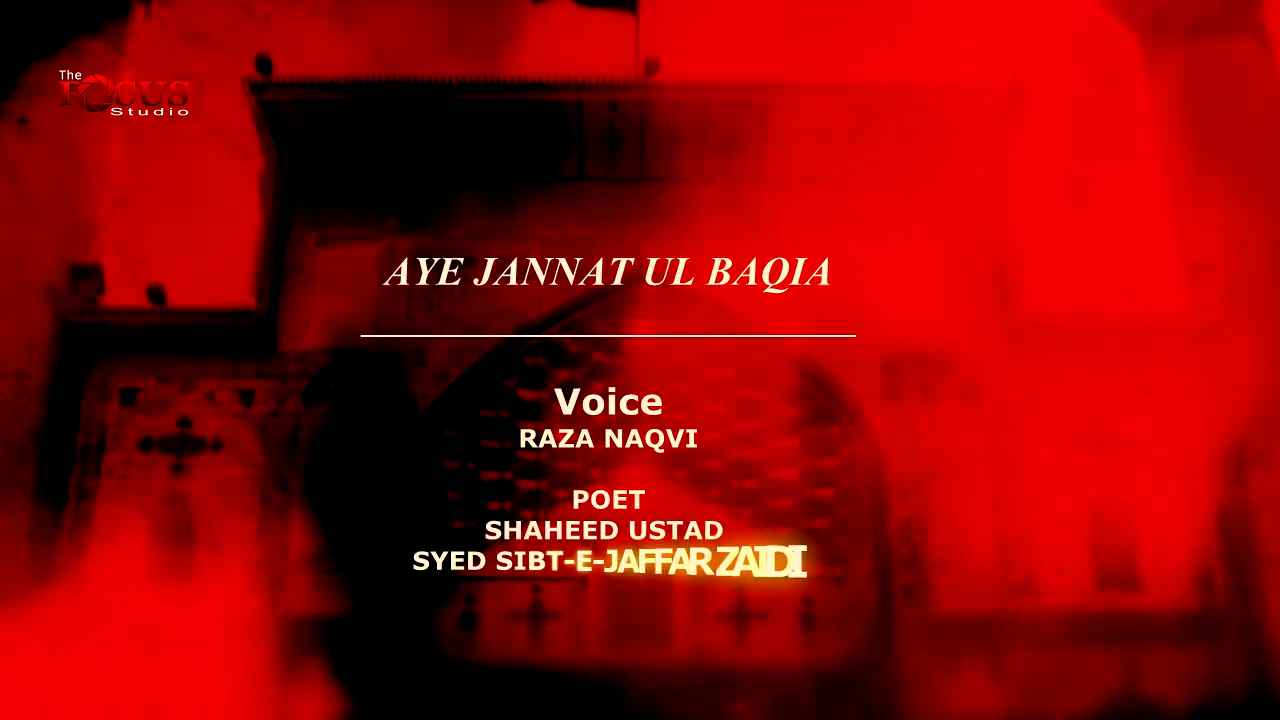 The
FOCUS
Studio
AYE JANNAT UL BAQIA
Voice
RAZA NAQVI
POET
SHAHEED USTAD
SYED SIBT-E-JAFFAR ZAIDI